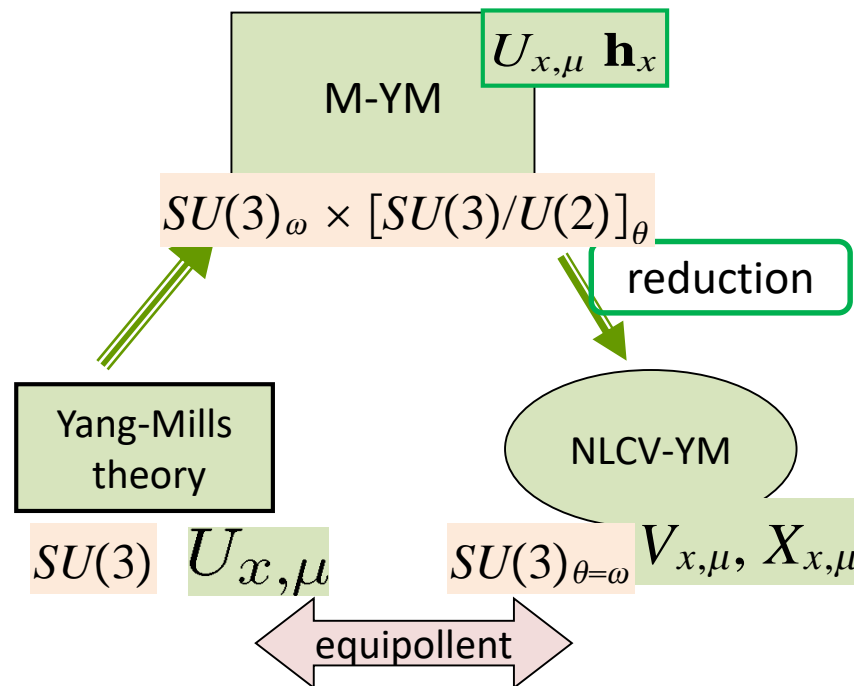 U_{x,μ} 𝐡_x
M-YM
SU(3)_ω × [SU(3)/U(2)]_θ
reduction
Yang-Mills
theory
NLCV-YM
SU(3) U_{x,μ}
SU(3)_{θ=ω} V_{x,μ}, X_{x,μ}
equipollent